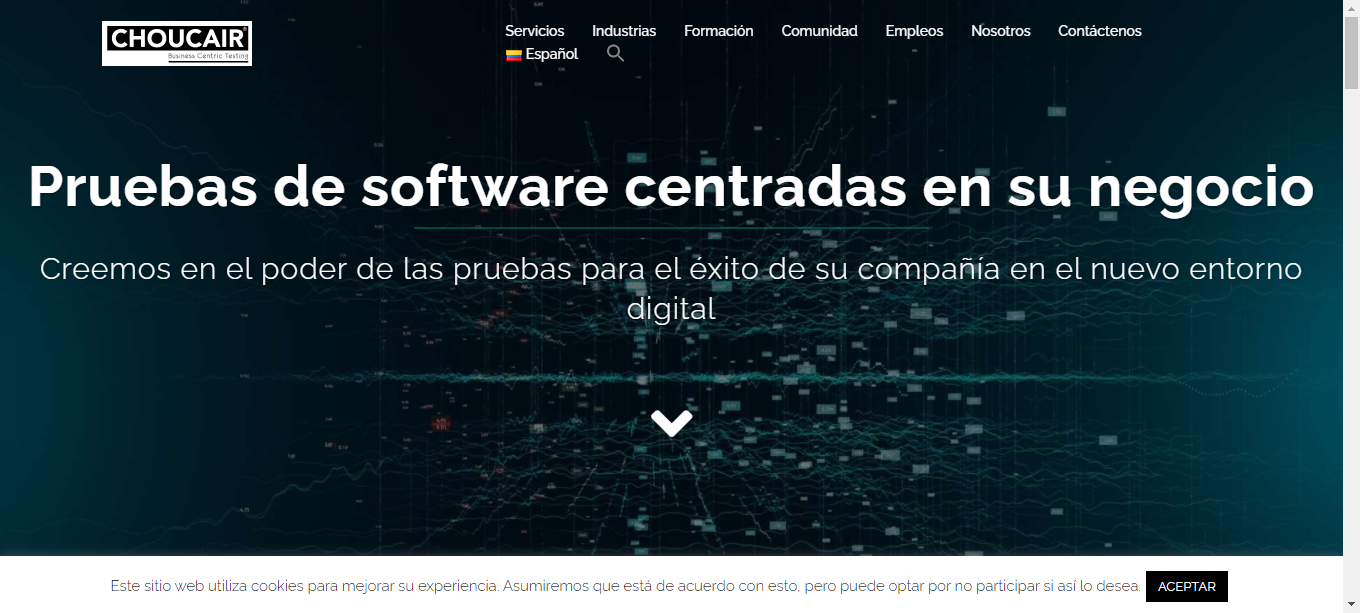 CHOUCAIR
Business Centric Testing
Servicios Industrias Formación Comunidad Empleos Nosotros Contáctenos
Español
Pruebas de software centradas en su negocio
Creemos en el poder de las pruebas para el éxito de su compañía en el nuevo entorno
digital
Este sitio web utiliza cookies para mejorar su experiencia. Asumiremos que está de acuerdo con esto, pero puede optar por no participar si así lo desea. ACEPTAR